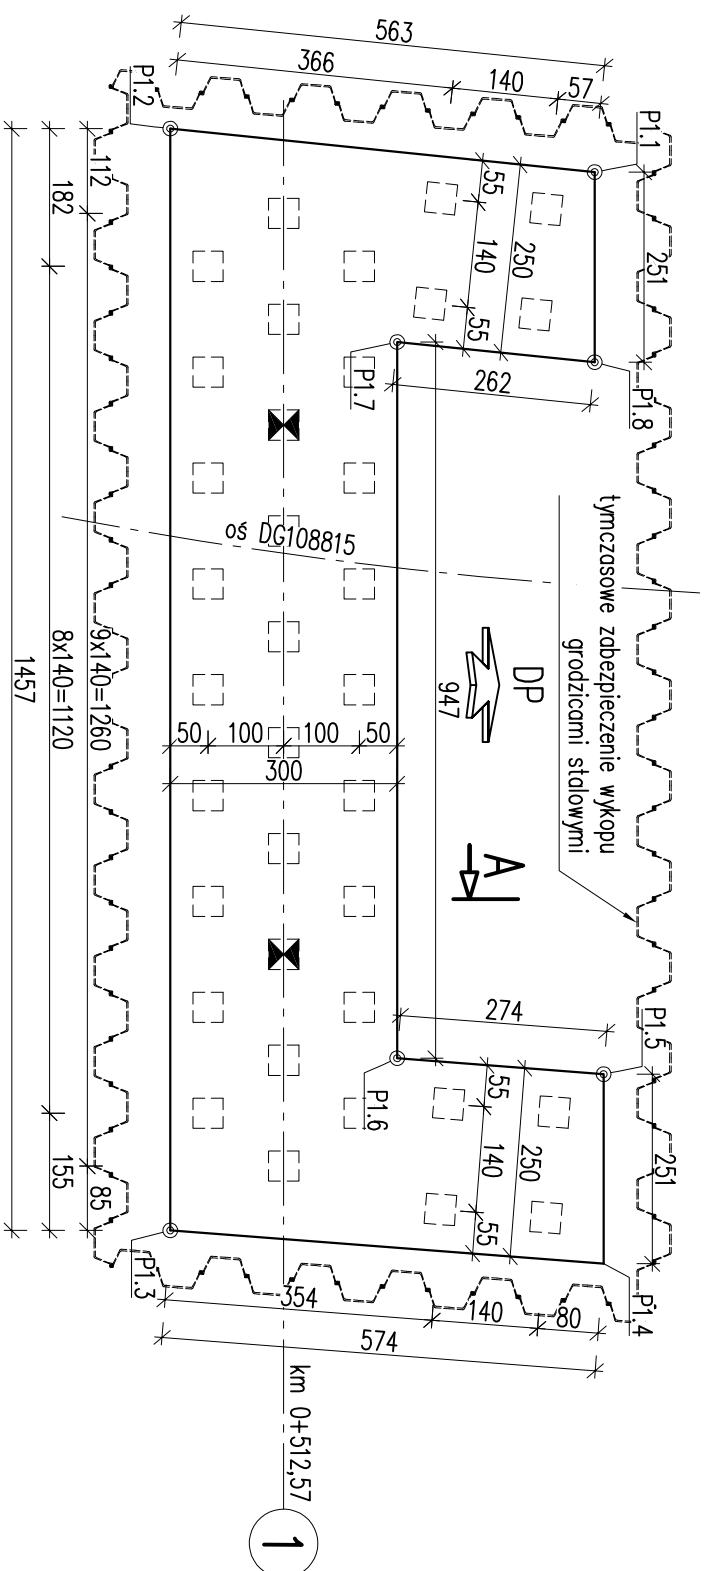 563
366
140
57
P1.2
P1.1
112
182
55
140
250
55
251
262
P1.7
P1.8
oś DG108815
tymczasowe zabezpieczenie wykopu
grodzicami stalowymi
DP
947
9x140=1260
8x140=1120
1457
50
100
100
50
300
A
274
P1.5
P1.6
55
140
250
55
251
155
85
P1.3
P1.4
354
140
80
574
km 0+512,57
1